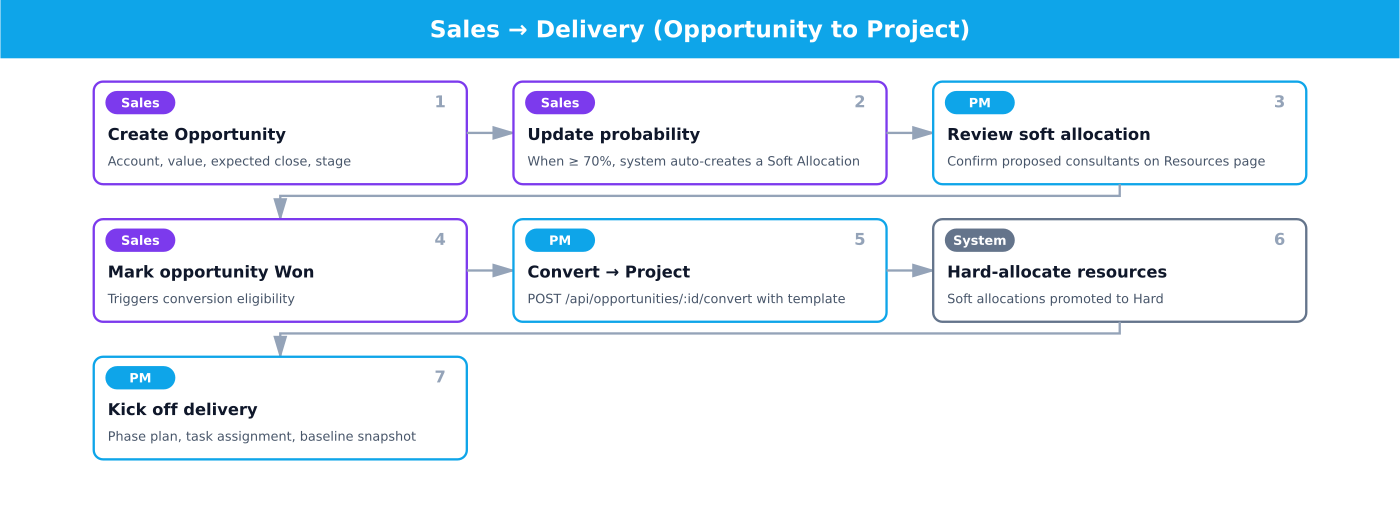 Sales → Delivery (Opportunity to Project)
Sales 1
Create Opportunity
Account, value, expected close, stage
Sales 2
Update probability
When ≥ 70%, system auto-creates a Soft Allocation
PM 3
Review soft allocation
Confirm proposed consultants on Resources page
Sales 4
Mark opportunity Won
Triggers conversion eligibility
PM 5
Convert → Project
POST /api/opportunities/:id/convert with template
System 6
Hard-allocate resources
Soft allocations promoted to Hard
PM 7
Kick off delivery
Phase plan, task assignment, baseline snapshot